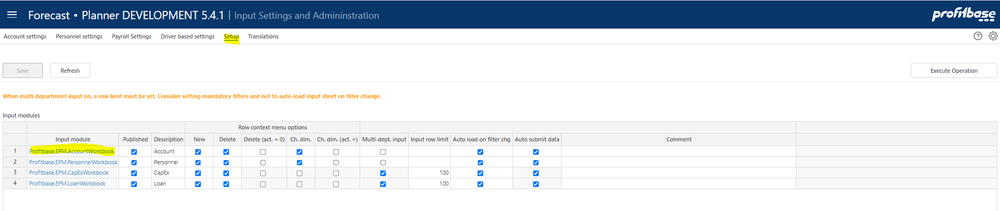 Forecast • Planner DEVELOPMENT 5.4.1 | Input Settings and Admininstration
profitbase
Account settings Personnel settings Payroll Settings Driver based settings Setup Translations
Save Refresh Execute Operation
When multi department input on, a row limit must be set. Consider setting mandatory filters and not to auto-load input sheet on filter change.
Input modules
Row context menu options
Input module Published Description New Delete Delete (act. = 0) Ch. dim. Ch. dim. (act. =) Multi-dept. input Input row limit Auto load on filter chg Auto submit data Comment
1 Profitbase.EPM.AccountWorkbook Account
2 Profitbase.EPM.PersonnelWorkbook Personnel
3 Profitbase.EPM.CapExWorkbook CapEx 100
4 Profitbase.EPM.LoanWorkbook Loan 100